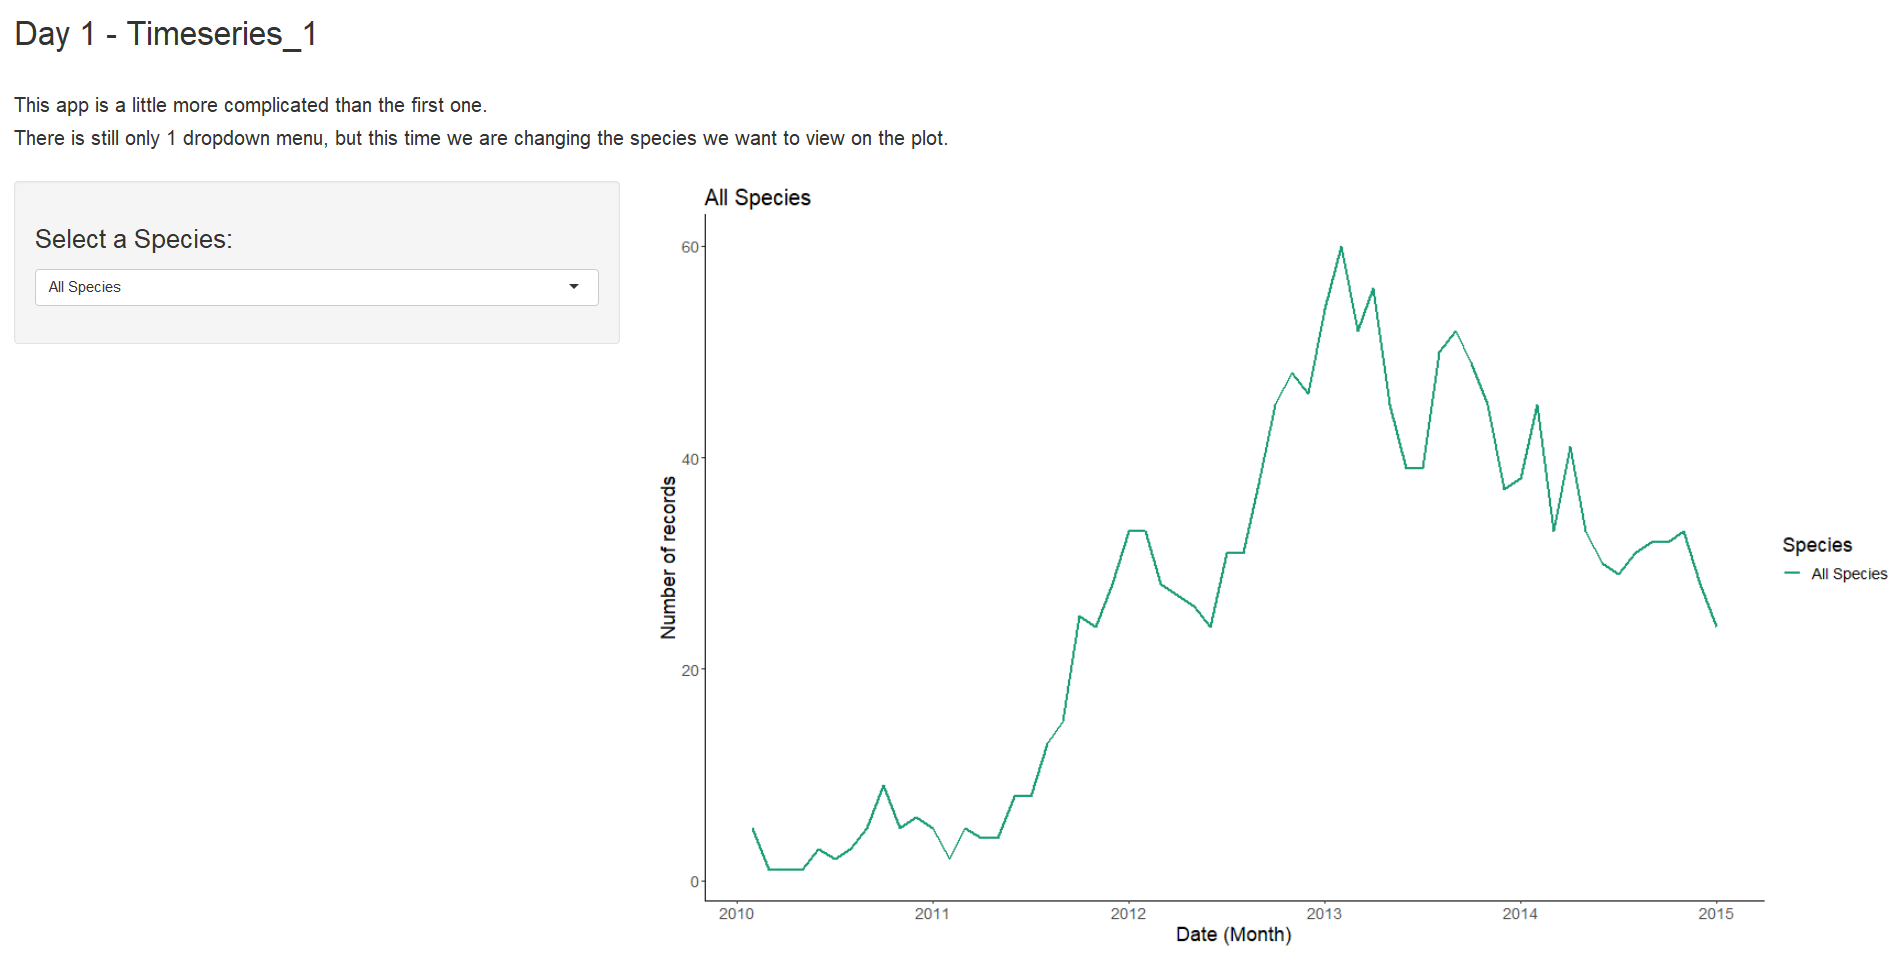 Day 1 - Timeseries_1
This app is a little more complicated than the first one.
There is still only 1 dropdown menu, but this time we are changing the species we want to view on the plot.
Select a Species:
All Species
All Species
60
40
20
0
Number of records
2010 2011 2012 2013 2014 2015
Date (Month)
Species
All Species